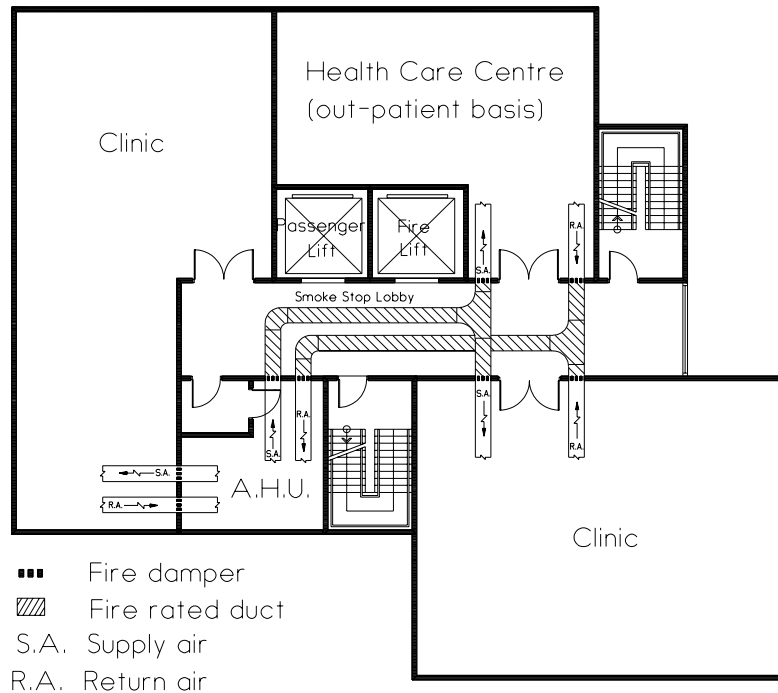 Health Care Centre
(out-patient basis)
Clinic
Passenger
Lift
Fire
Lift
S.A.
R.A.
Smoke Stop Lobby
S.A.
R.A.
S.A.
R.A.
S.A.
R.A.
A.H.U.
Clinic
Fire damper
Fire rated duct
S.A. Supply air
R.A. Return air